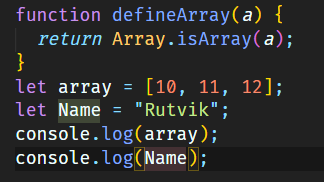 function defineArray(a) {
  return Array.isArray(a);
}
let array = [10, 11, 12];
let Name = "Rutvik";
console.log(array);
console.log(Name);